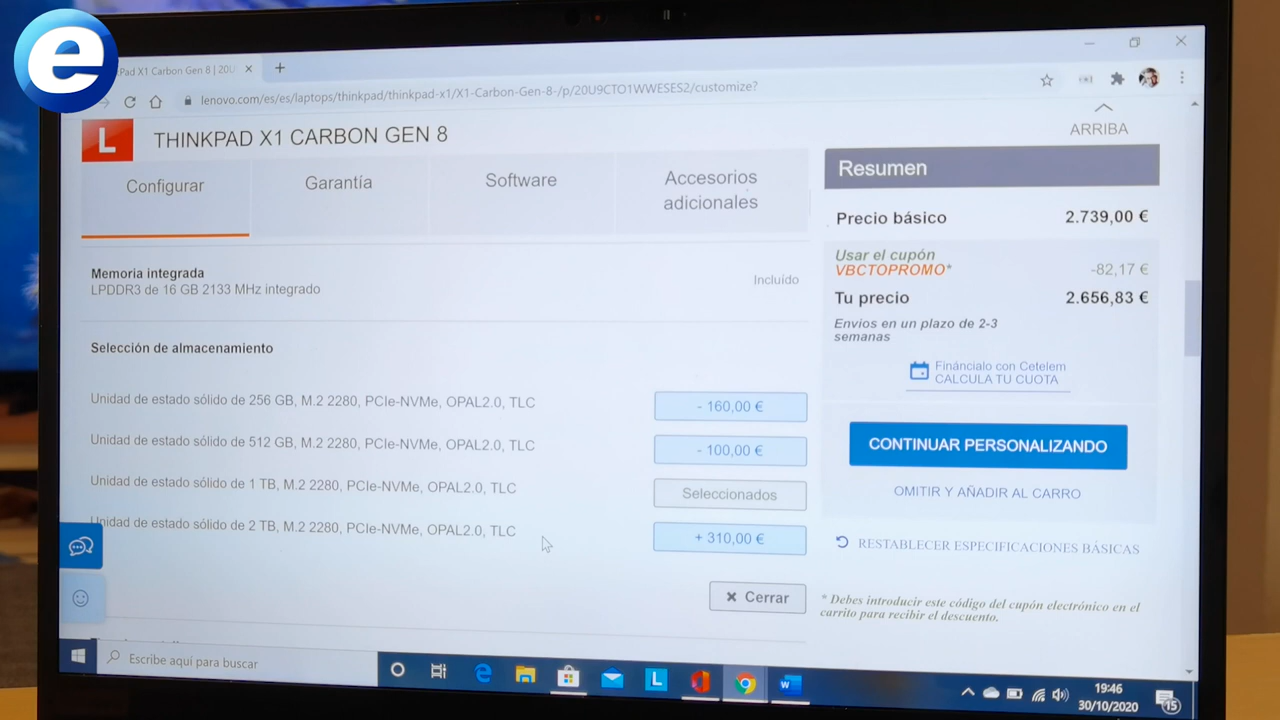 e
Pad X1 Carbon Gen 8 | 20U
lenovo.com/es/es/laptops/thinkpad/thinkpad-x1/X1-Carbon-Gen-8-/p/20U9CTO1WWESES2/customize?
L
THINKPAD X1 CARBON GEN 8
ARRIBA
Configurar
Garantía
Software
Accesorios
adicionales
Resumen
Precio básico
2.739,00 €
Usar el cupón
VBCTOPROMO*
-82,17 €
Tu precio
2.656,83 €
Envios en un plazo de 2-3
semanas
Fináncialo con Cetelem
CALCULA TU CUOTA
CONTINUAR PERSONALIZANDO
OMITIR Y AÑADIR AL CARRO
RESTABLECER ESPECIFICACIONES BÁSICAS
* Debes introducir este código del cupón electrónico en el
carrito para recibir el descuento.
Memoria integrada
LPDDR3 de 16 GB 2133 MHz integrado
Incluído
Selección de almacenamiento
Unidad de estado sólido de 256 GB, M.2 2280, PCIe-NVMe, OPAL2.0, TLC
- 160,00 €
Unidad de estado sólido de 512 GB, M.2 2280, PCIe-NVMe, OPAL2.0, TLC
- 100,00 €
Unidad de estado sólido de 1 TB, M.2 2280, PCIe-NVMe, OPAL2.0, TLC
Seleccionados
Unidad de estado sólido de 2 TB, M.2 2280, PCIe-NVMe, OPAL2.0, TLC
+ 310,00 €
Cerrar
Escribe aquí para buscar
L
W
19:46
30/10/2020
15